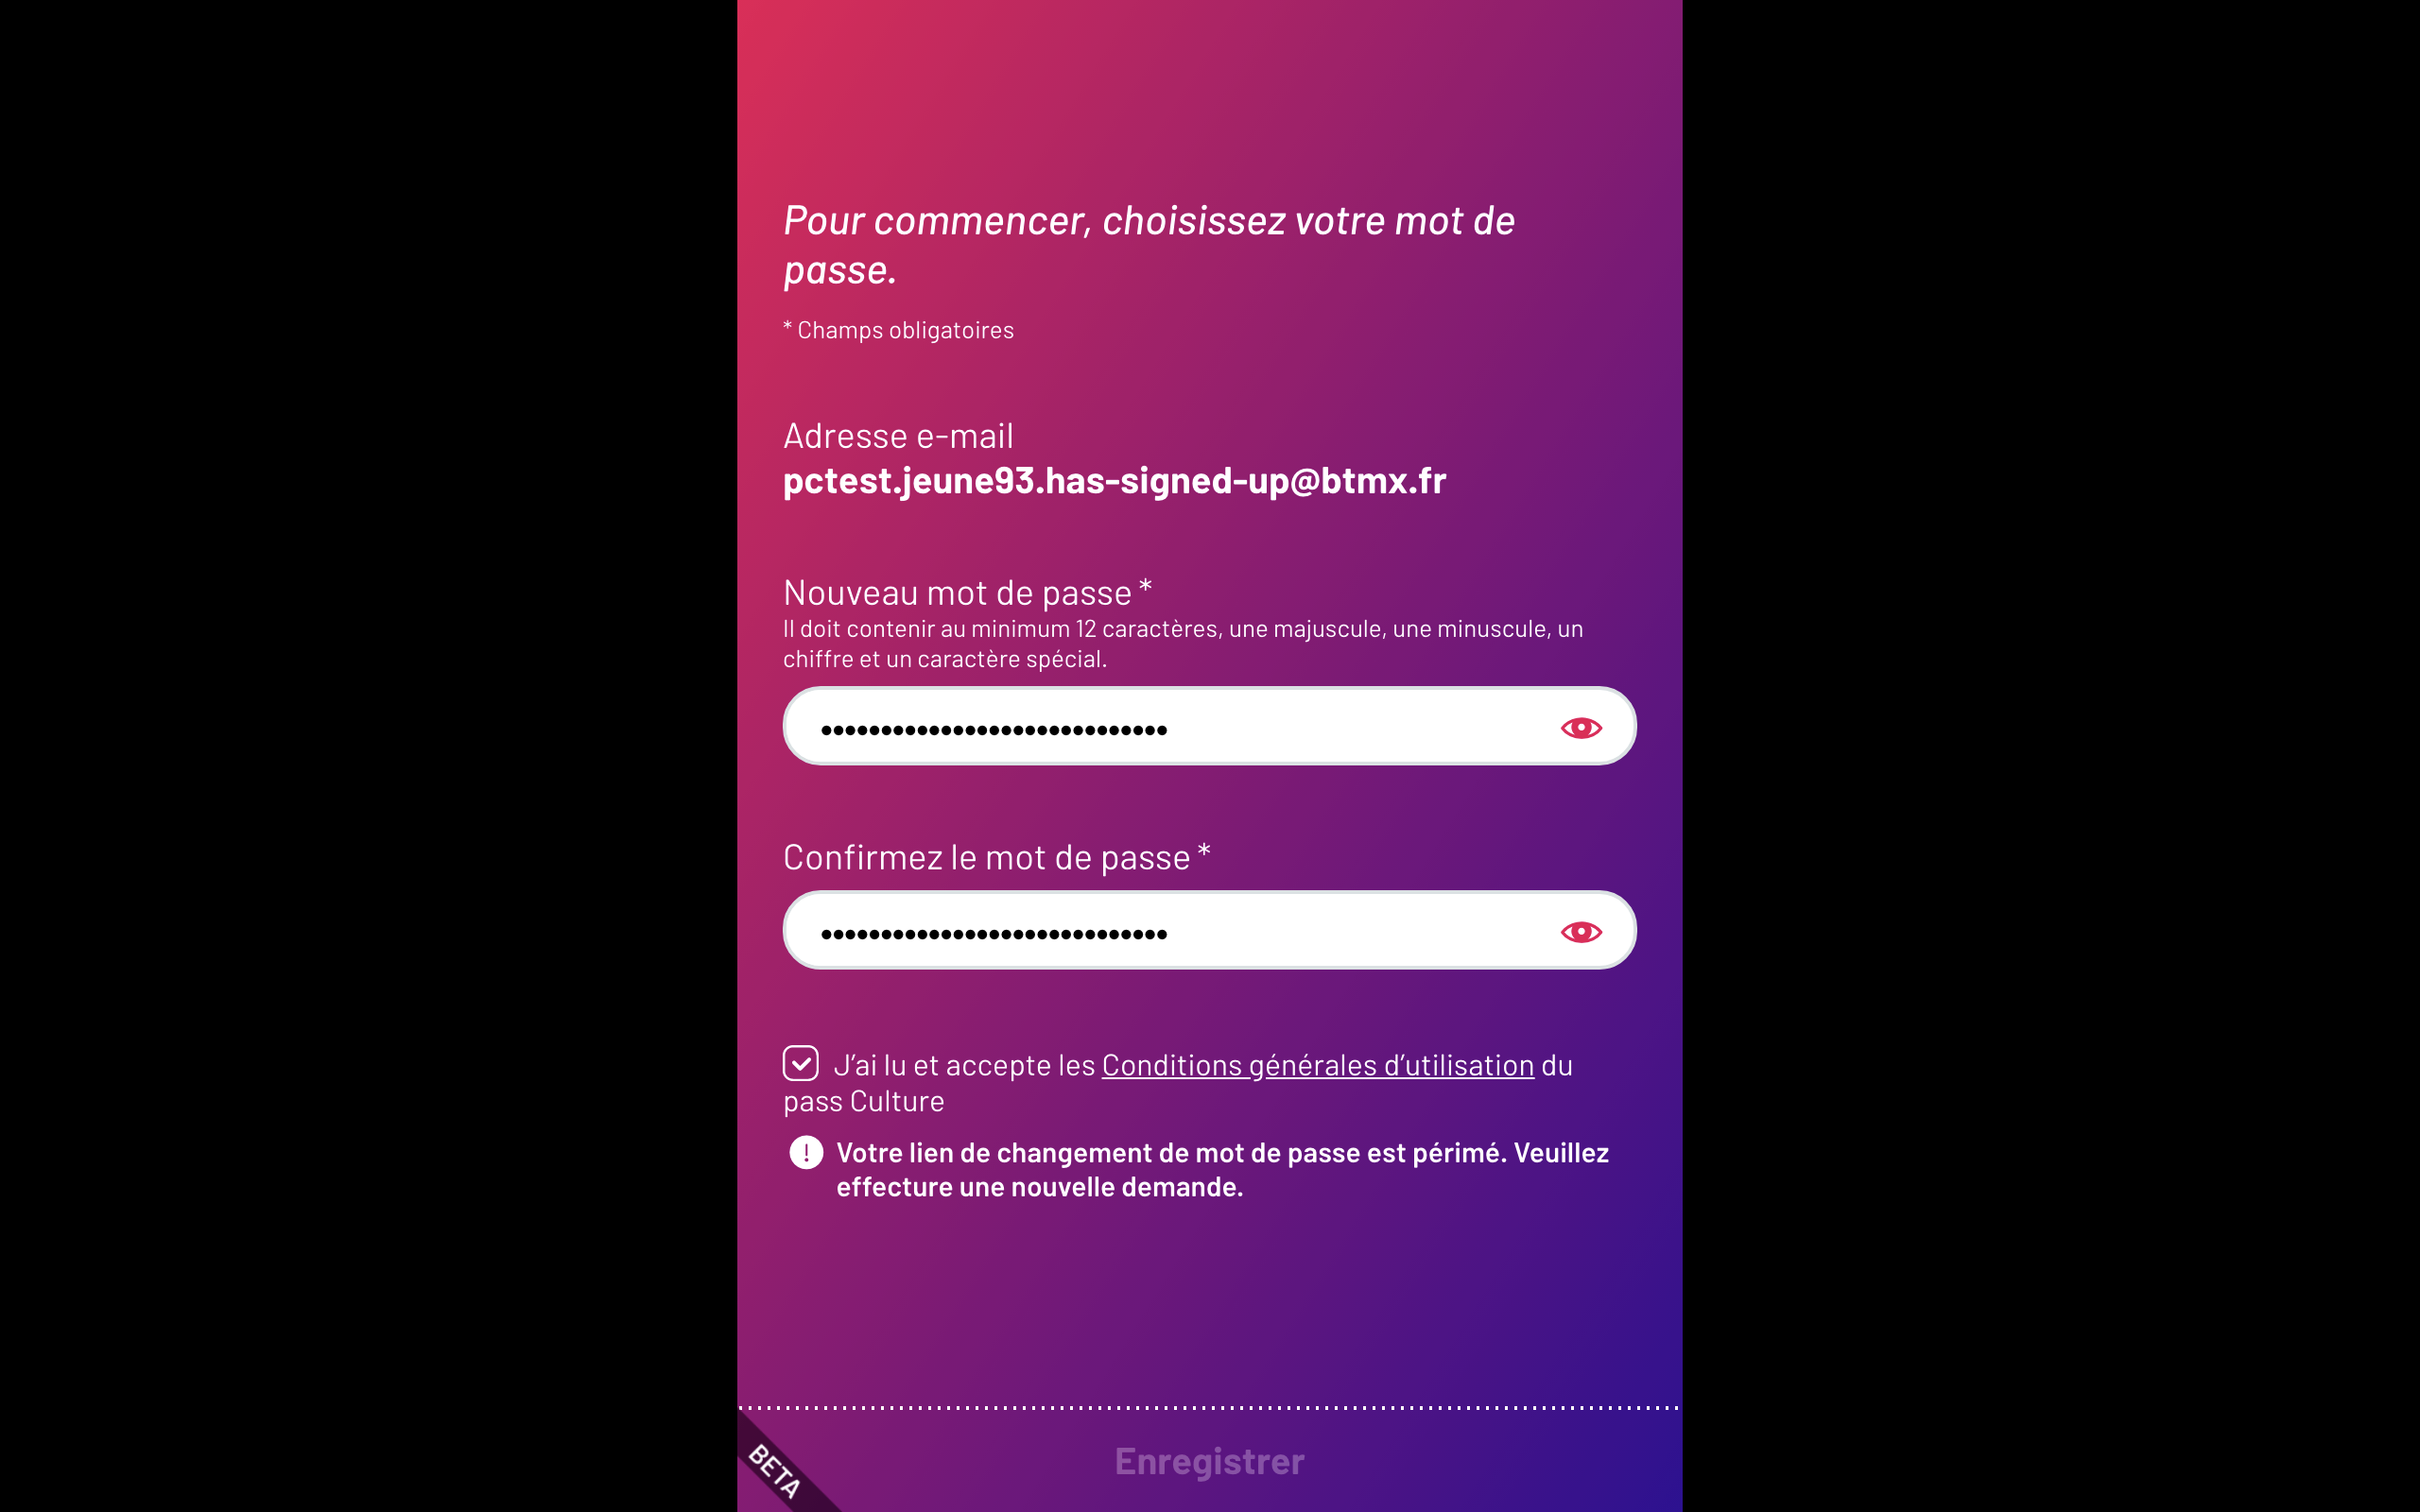 Pour commencer, choisissez votre mot de
passe.
* Champs obligatoires
Adresse e-mail
pctest.jeune93.has-signed-up@btmx.fr
Nouveau mot de passe *
Il doit contenir au minimum 12 caractères, une majuscule, une minuscule, un
chiffre et un caractère spécial.
•••••••••••••••••••••••••••••
Confirmez le mot de passe *
•••••••••••••••••••••••••••••
J’ai lu et accepte les Conditions générales d’utilisation du
pass Culture
Votre lien de changement de mot de passe est périmé. Veuillez
effecture une nouvelle demande.
Enregistrer
BETA